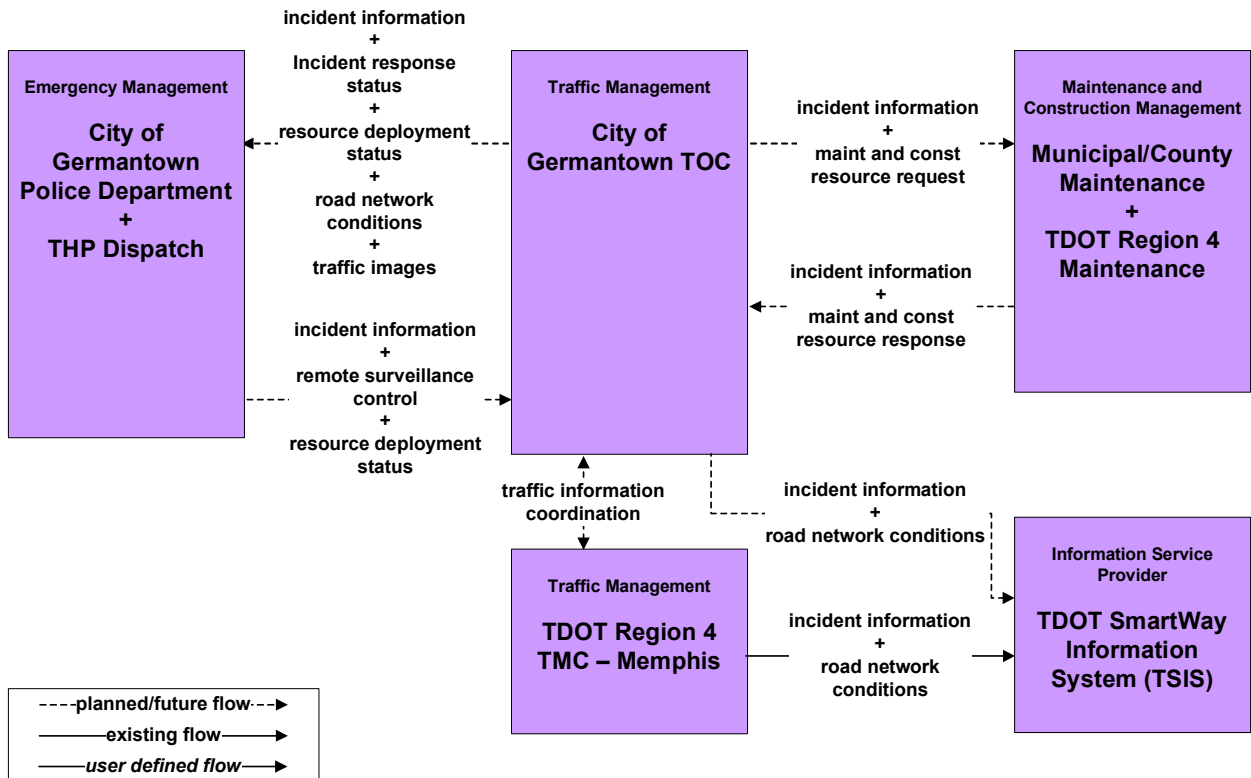 incident information
+
Incident response
status
+
resource deployment
status
+
road network
conditions
+
traffic images
Emergency Management
City of
Germantown
Police Department
+
THP Dispatch
Traffic Management
City of
Germantown TOC
incident information
+
maint and const
resource request
Maintenance and
Construction Management
Municipal/County
Maintenance
+
TDOT Region 4
Maintenance
incident information
+
maint and const
resource response
incident information
+
remote surveillance
control
+
resource deployment
status
traffic information
coordination
incident information
+
road network conditions
Traffic Management
TDOT Region 4
TMC – Memphis
incident information
+
road network
conditions
Information Service
Provider
TDOT SmartWay
Information
System (TSIS)
planned/future flow
existing flow
user defined flow